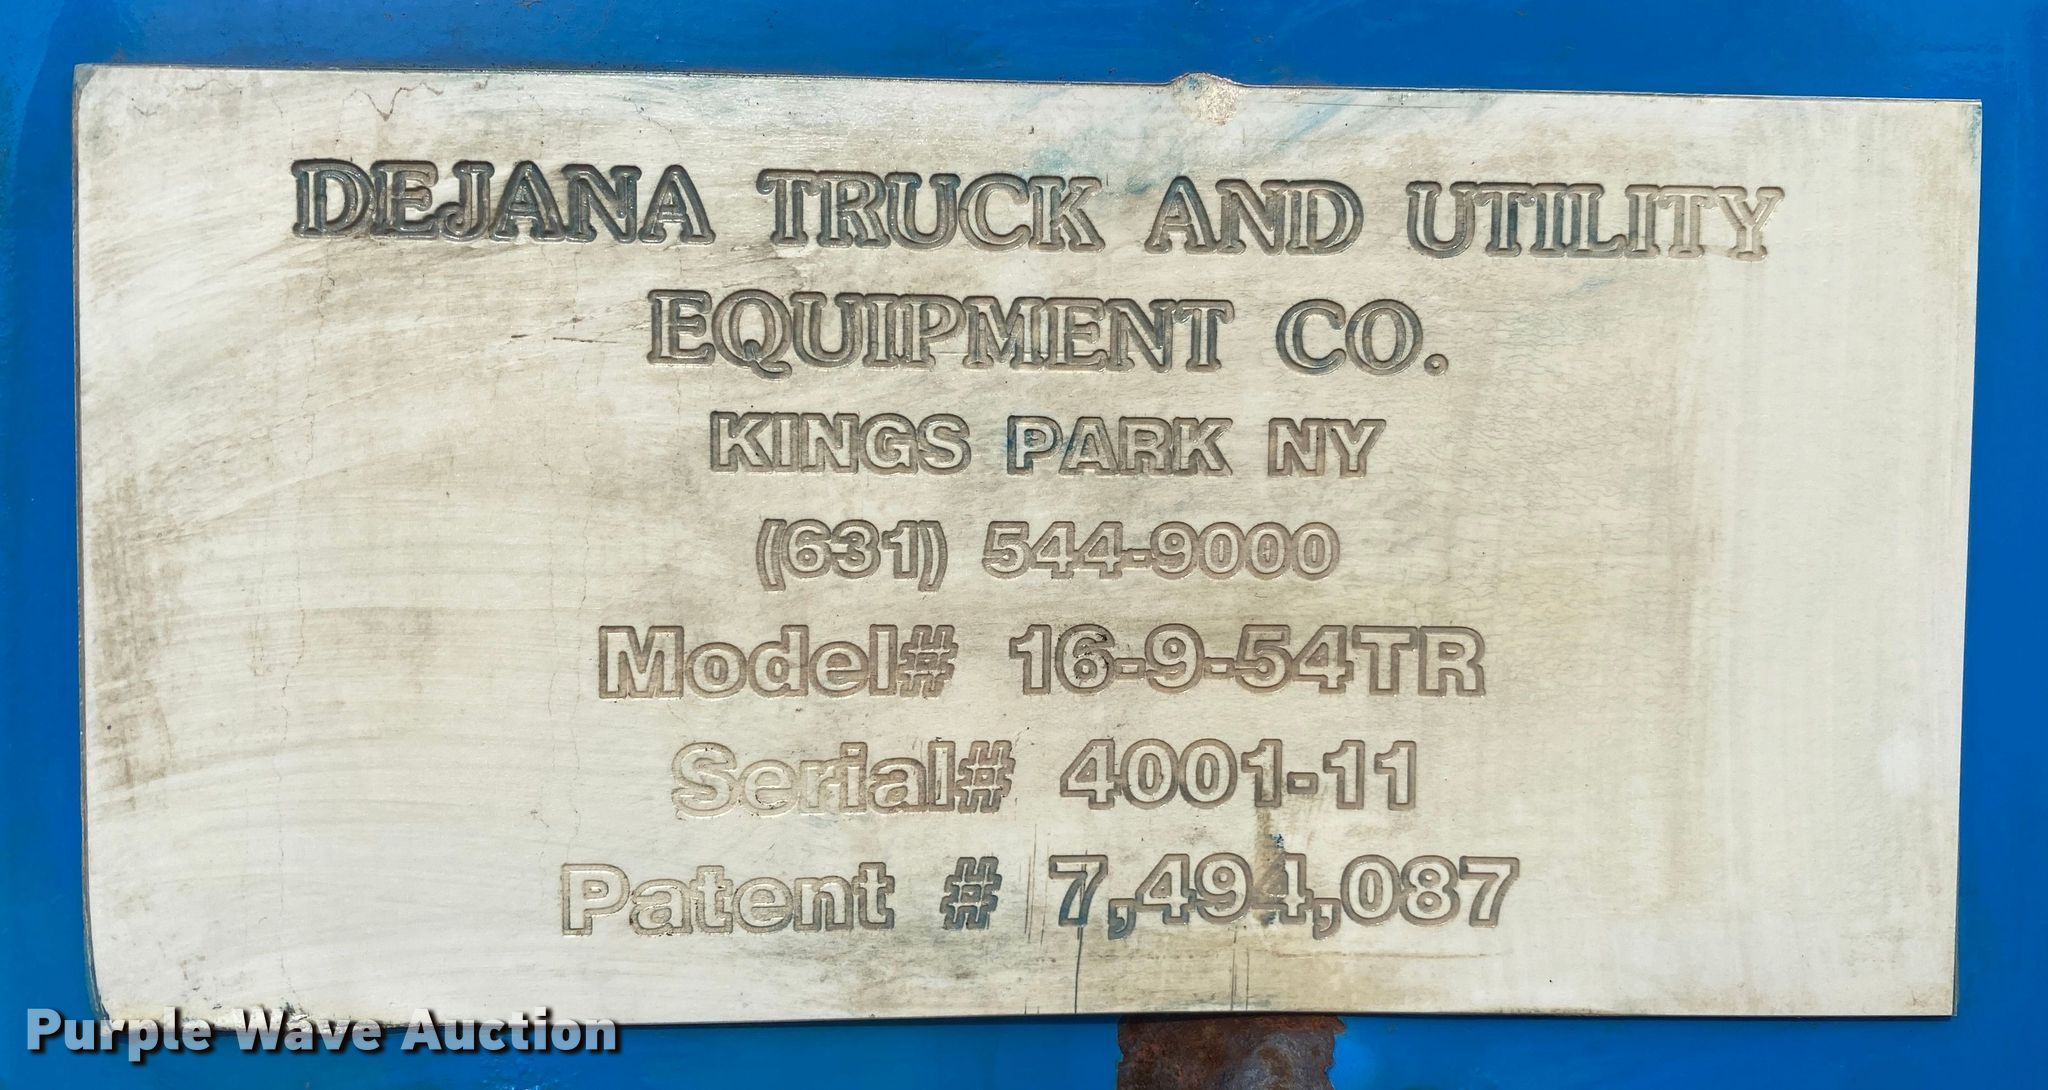 DEJANA TRUCK AND UTILITY
EQUIPMENT CO.
KINGS PARK NY
(631) 544-9000
Model# 16-9-54TR
Serial# 4001-11
Patent # 7,494,087
Purple Wave Auction